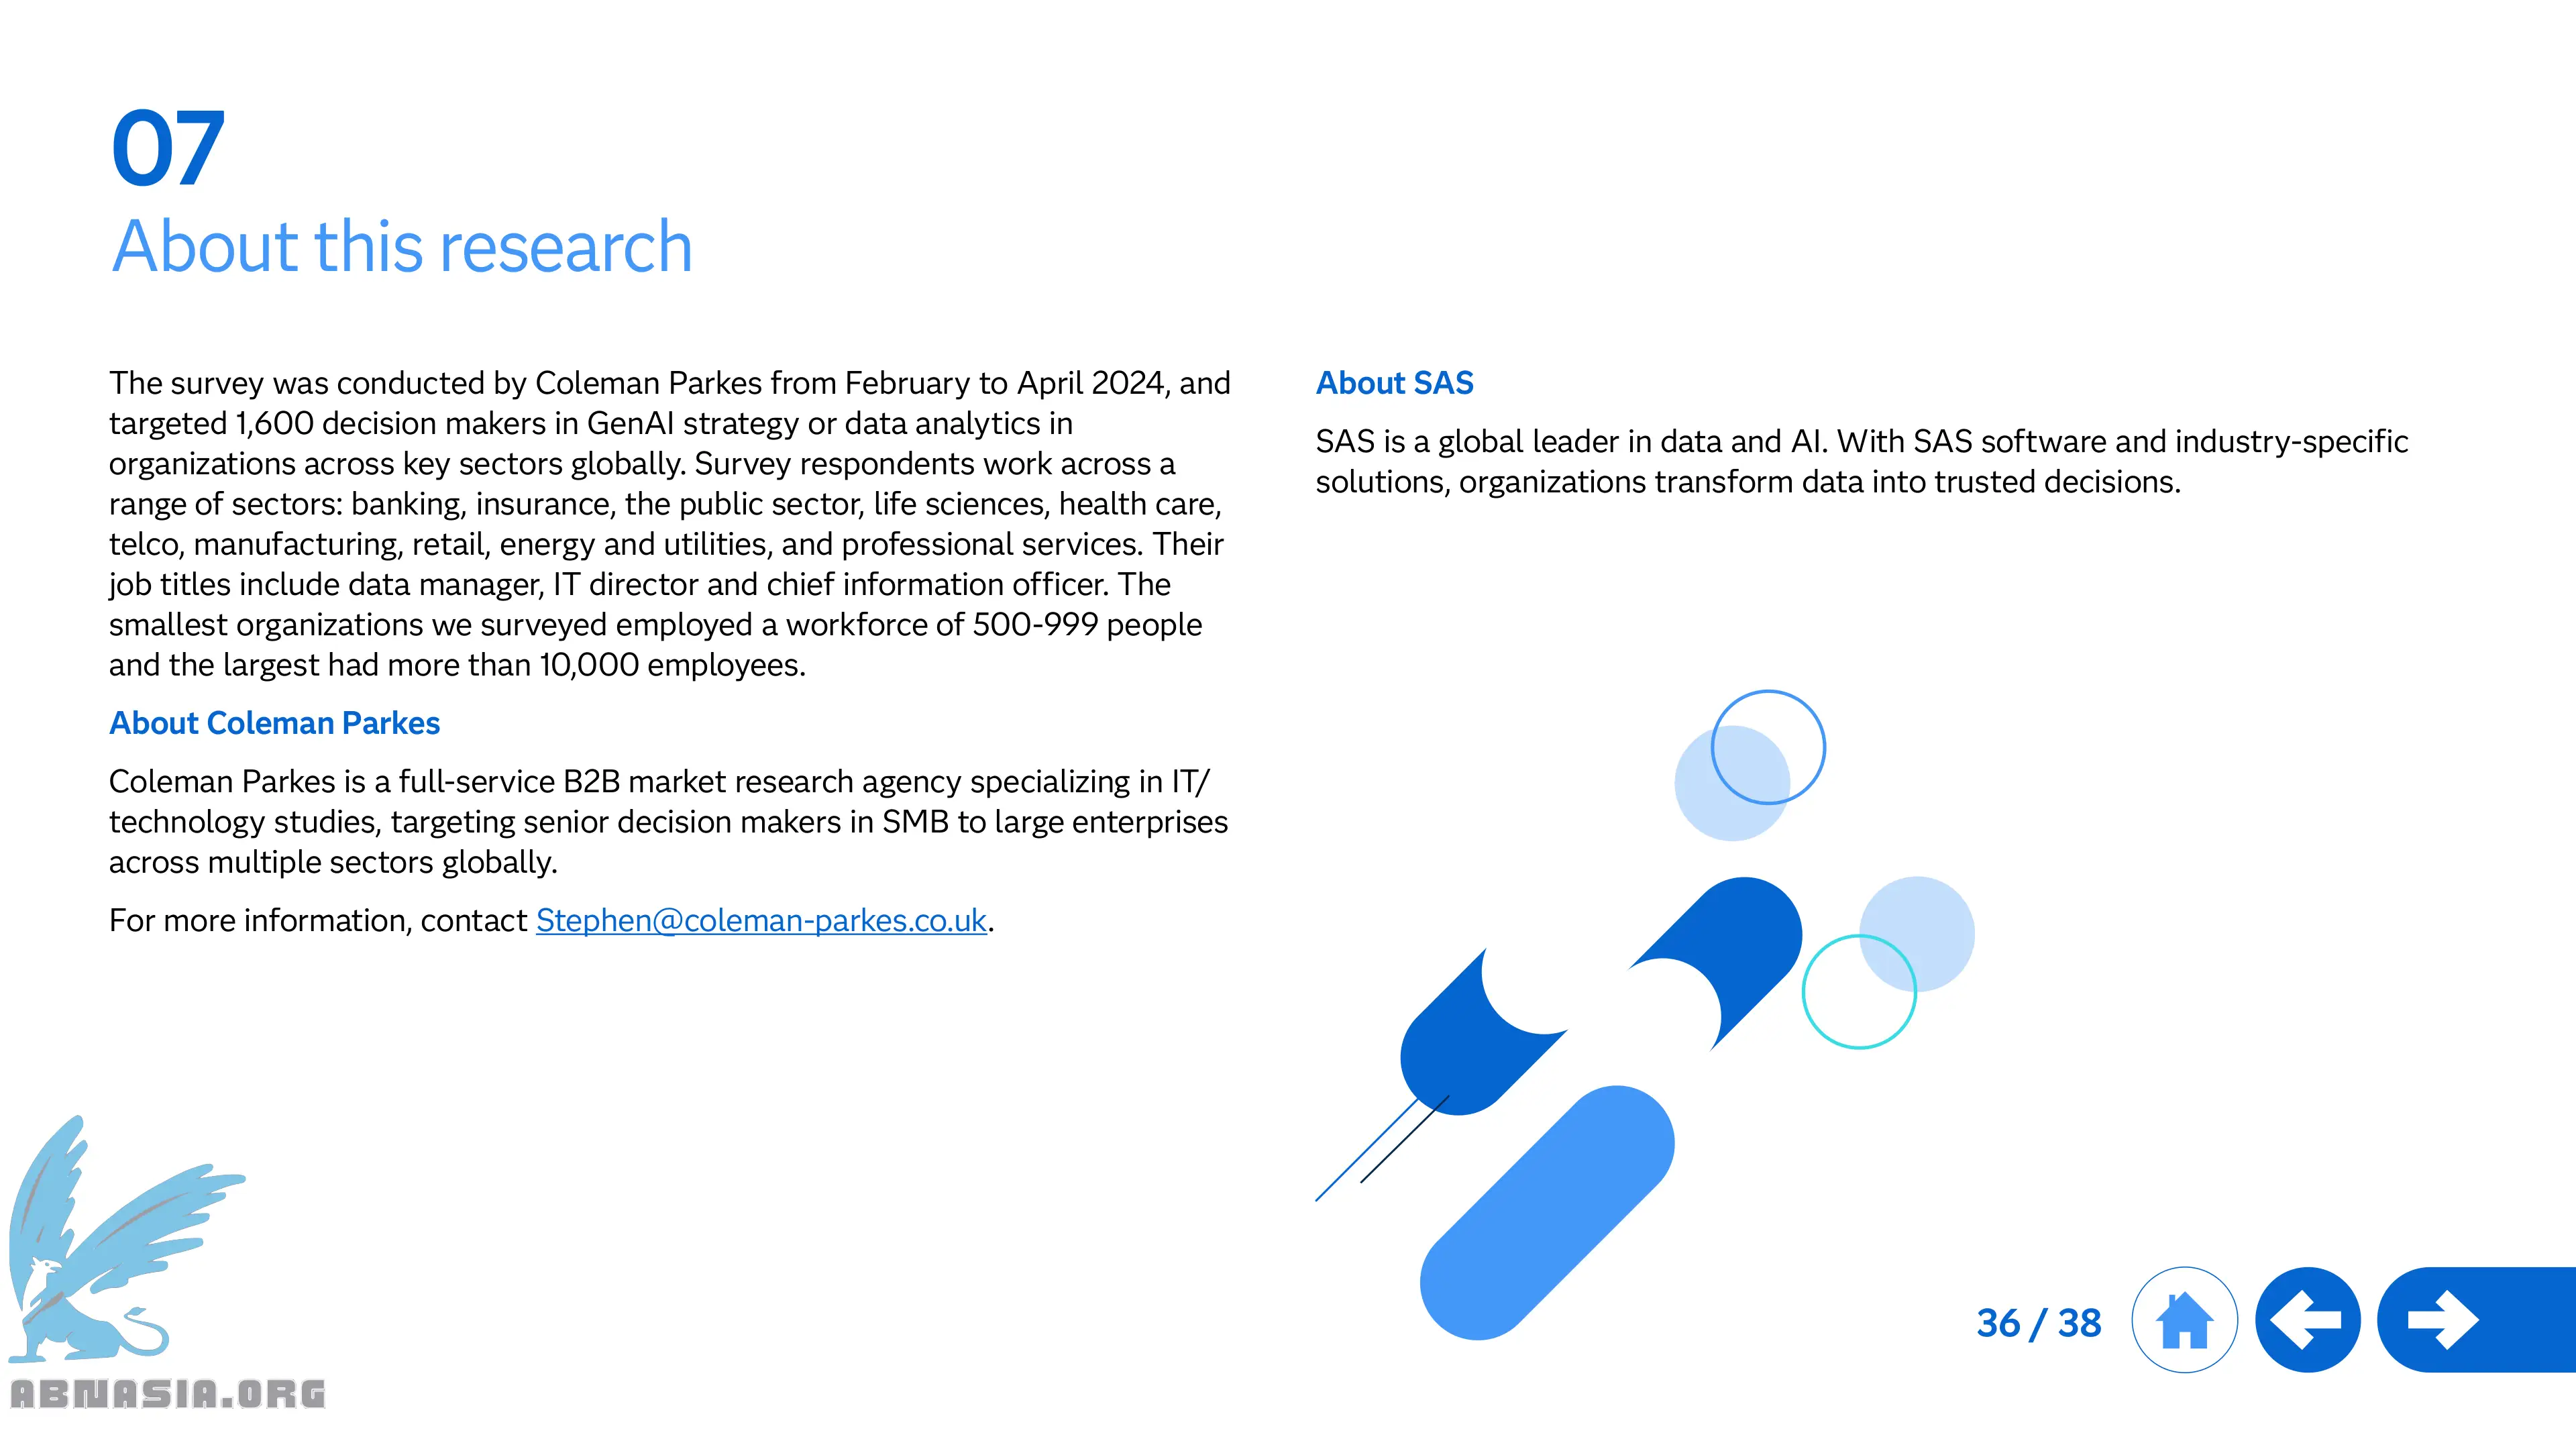 07
About this research
The survey was conducted by Coleman Parkes from February to April 2024, and
targeted 1,600 decision makers in GenAI strategy or data analytics in
organizations across key sectors globally. Survey respondents work across a
range of sectors: banking, insurance, the public sector, life sciences, health care,
telco, manufacturing, retail, energy and utilities, and professional services. Their
job titles include data manager, IT director and chief information officer. The
smallest organizations we surveyed employed a workforce of 500-999 people
and the largest had more than 10,000 employees.
About Coleman Parkes
Coleman Parkes is a full-service B2B market research agency specializing in IT/
technology studies, targeting senior decision makers in SMB to large enterprises
across multiple sectors globally.
For more information, contact Stephen@coleman-parkes.co.uk.
About SAS
SAS is a global leader in data and AI. With SAS software and industry-specific
solutions, organizations transform data into trusted decisions.
36 / 38
ABNASIA.ORG